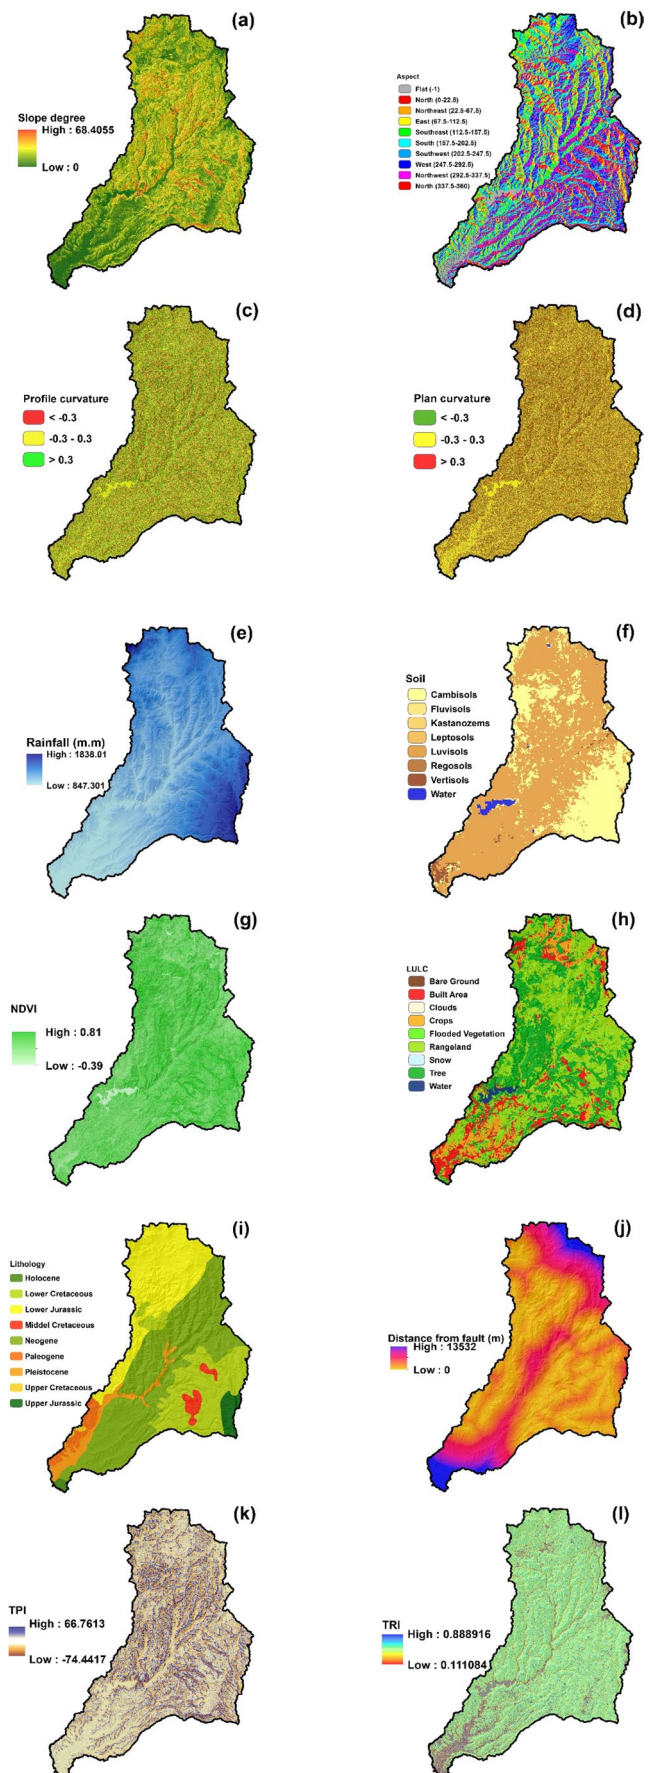 (a)
Slope degree
High : 68.4055
Low : 0
(b)
Aspect
Flat (-1)
North (0-22.5)
Northeast (22.5-67.5)
East (67.5-112.5)
Southeast (112.5-157.5)
South (157.5-202.5)
Southwest (202.5-247.5)
West (247.5-292.5)
Northwest (292.5-337.5)
North (337.5-360)
(c)
Profile curvature
< -0.3
-0.3 - 0.3
> 0.3
(d)
Plan curvature
< -0.3
-0.3 - 0.3
> 0.3
(e)
Rainfall (m.m)
High : 1838.01
Low : 847.301
(f)
Soil
Cambisols
Fluvisols
Kastanozems
Leptosols
Luvisols
Regosols
Vertisols
Water
(g)
NDVI
High : 0.81
Low : -0.39
(h)
LULC
Bare Ground
Built Area
Clouds
Crops
Flooded Vegetation
Rangeland
Snow
Tree
Water
(i)
Lithology
Holocene
Lower Cretaceous
Lower Jurassic
Middel Cretaceous
Neogene
Paleogene
Pleistocene
Upper Cretaceous
Upper Jurassic
(j)
Distance from fault (m)
High : 13532
Low : 0
(k)
TPI
High : 66.7613
Low : -74.4417
(l)
TRI
High : 0.888916
Low : 0.111084